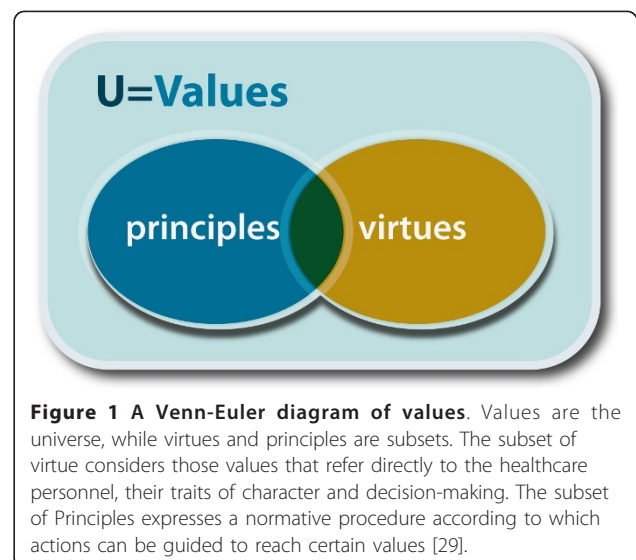 U=Values
principles virtues
Figure 1 A Venn-Euler diagram of values. Values are the
universe, while virtues and principles are subsets. The subset of
virtue considers those values that refer directly to the healthcare
personnel, their traits of character and decision-making. The subset
of Principles expresses a normative procedure according to which
actions can be guided to reach certain values [29].